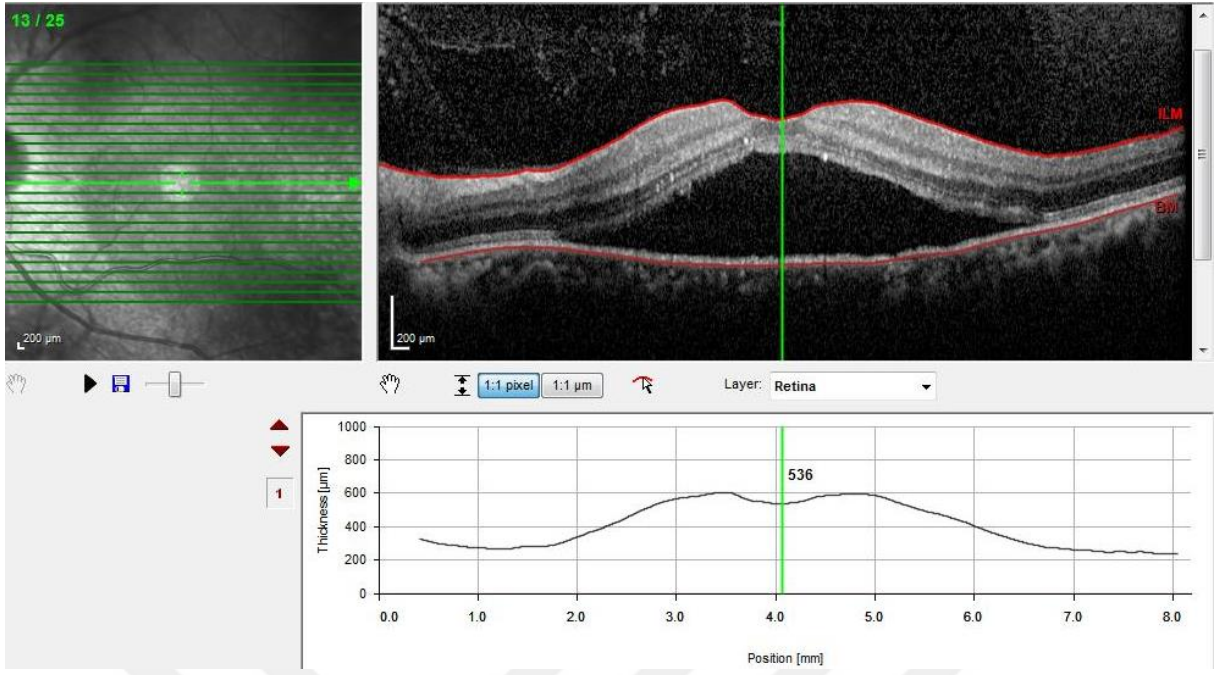 13 / 25
ILM
BM
200 µm
200 µm
1:1 pixel
1:1 µm
Layer:
Retina
1
Thickness [µm]
1000
800
600
400
200
0
536
0.0 1.0 2.0 3.0 4.0 5.0 6.0 7.0 8.0
Position [mm]